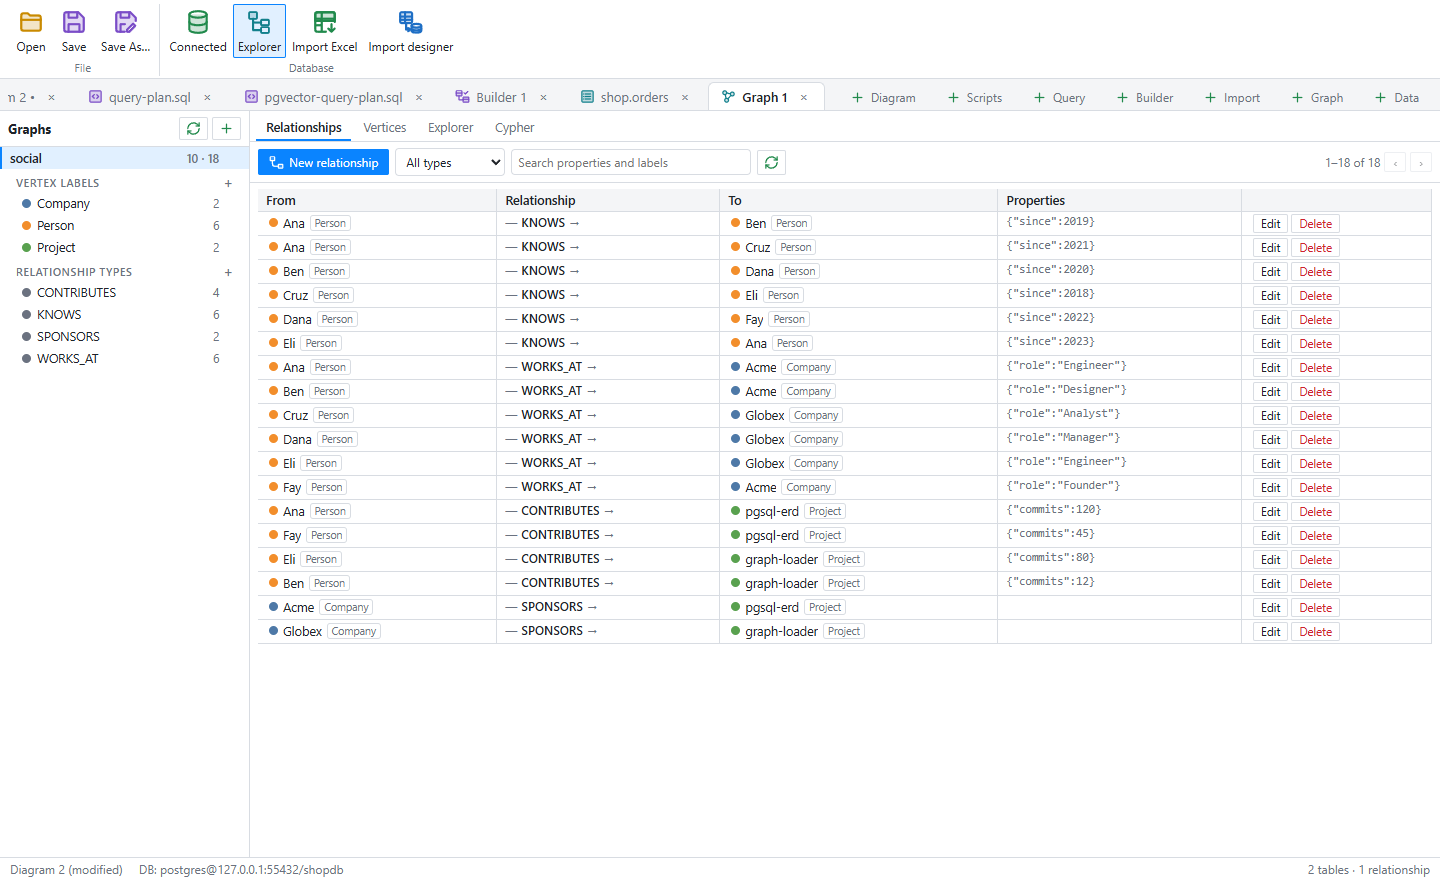 Open Save Save As... Connected Explorer Import Excel Import designer
File Database
m 2 • × query-plan.sql × pgvector-query-plan.sql × Builder 1 × shop.orders × Graph 1 × + Diagram + Scripts + Query + Builder + Import + Graph + Data
Graphs +
social 10 · 18
VERTEX LABELS +
Company 2
Person 6
Project 2
RELATIONSHIP TYPES +
CONTRIBUTES 4
KNOWS 6
SPONSORS 2
WORKS_AT 6
Relationships Vertices Explorer Cypher
New relationship All types Search properties and labels 1–18 of 18 ‹ ›
From Relationship To Properties
Ana Person — KNOWS → Ben Person {"since":2019} Edit Delete
Ana Person — KNOWS → Cruz Person {"since":2021} Edit Delete
Ben Person — KNOWS → Dana Person {"since":2020} Edit Delete
Cruz Person — KNOWS → Eli Person {"since":2018} Edit Delete
Dana Person — KNOWS → Fay Person {"since":2022} Edit Delete
Eli Person — KNOWS → Ana Person {"since":2023} Edit Delete
Ana Person — WORKS_AT → Acme Company {"role":"Engineer"} Edit Delete
Ben Person — WORKS_AT → Acme Company {"role":"Designer"} Edit Delete
Cruz Person — WORKS_AT → Globex Company {"role":"Analyst"} Edit Delete
Dana Person — WORKS_AT → Globex Company {"role":"Manager"} Edit Delete
Eli Person — WORKS_AT → Globex Company {"role":"Engineer"} Edit Delete
Fay Person — WORKS_AT → Acme Company {"role":"Founder"} Edit Delete
Ana Person — CONTRIBUTES → pgsql-erd Project {"commits":120} Edit Delete
Fay Person — CONTRIBUTES → pgsql-erd Project {"commits":45} Edit Delete
Eli Person — CONTRIBUTES → graph-loader Project {"commits":80} Edit Delete
Ben Person — CONTRIBUTES → graph-loader Project {"commits":12} Edit Delete
Acme Company — SPONSORS → pgsql-erd Project Edit Delete
Globex Company — SPONSORS → graph-loader Project Edit Delete
Diagram 2 (modified) DB: postgres@127.0.0.1:55432/shopdb 2 tables · 1 relationship